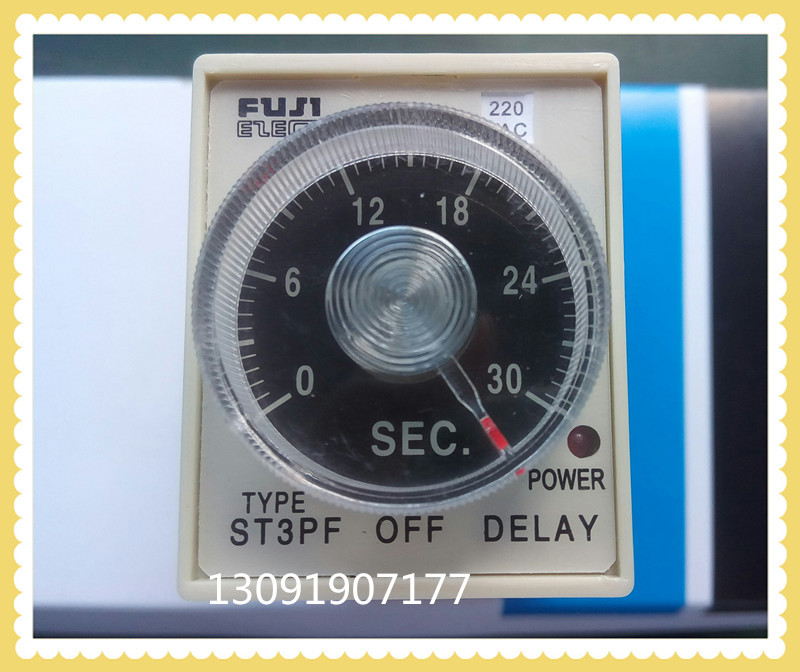 FUJI
220
AC
12 18
6 24
0 30
SEC.
POWER
TYPE
ST3PF OFF DELAY
13091907177